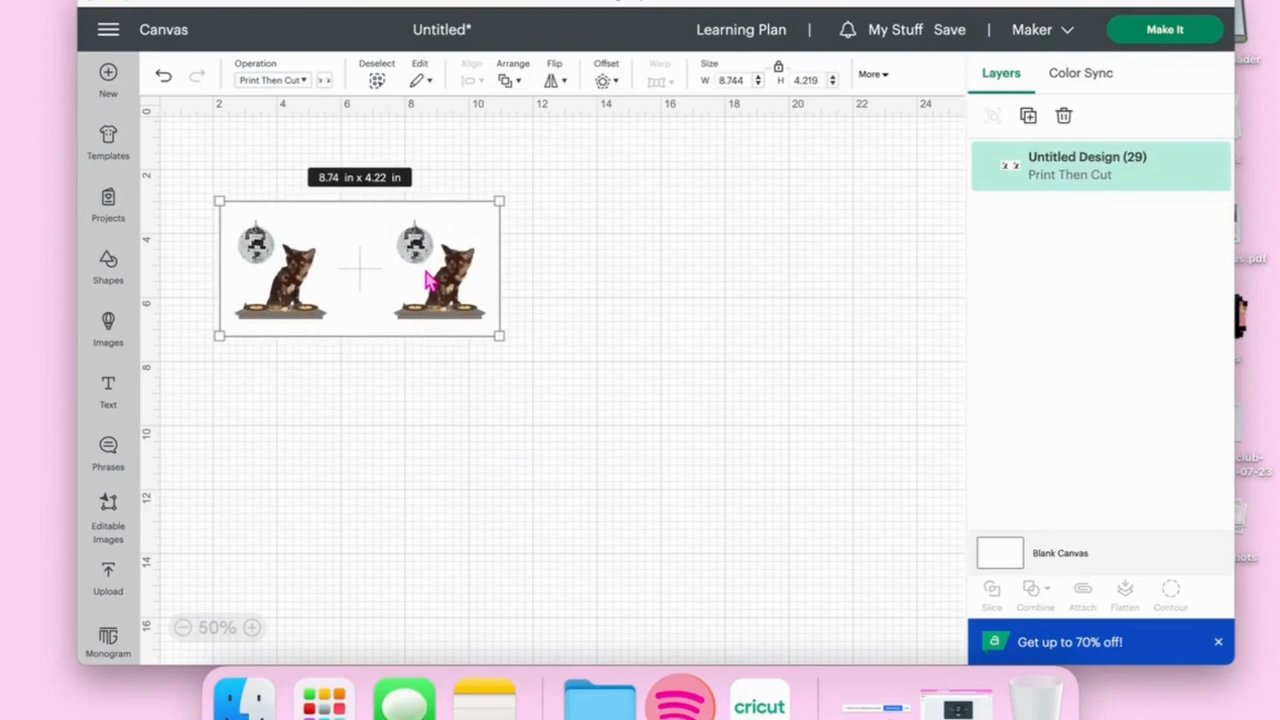 Canvas
Untitled*
Learning Plan | My Stuff Save | Maker Make It
Operation
Print Then Cut
Deselect
Edit
Align
Arrange
Flip
Offset
Warp
Size
W 8.744
H 4.219
More
Layers Color Sync
2 4 6 8 10 12 14 16 18 20 22 24
0
2
4
6
8
10
12
14
16
New
Templates
Projects
Shapes
Images
Text
Phrases
Editable
Images
Upload
MG
Monogram
8.74 in x 4.22 in
50%
Untitled Design (29)
Print Then Cut
Blank Canvas
Slice Combine Attach Flatten Contour
a Get up to 70% off!
cricut